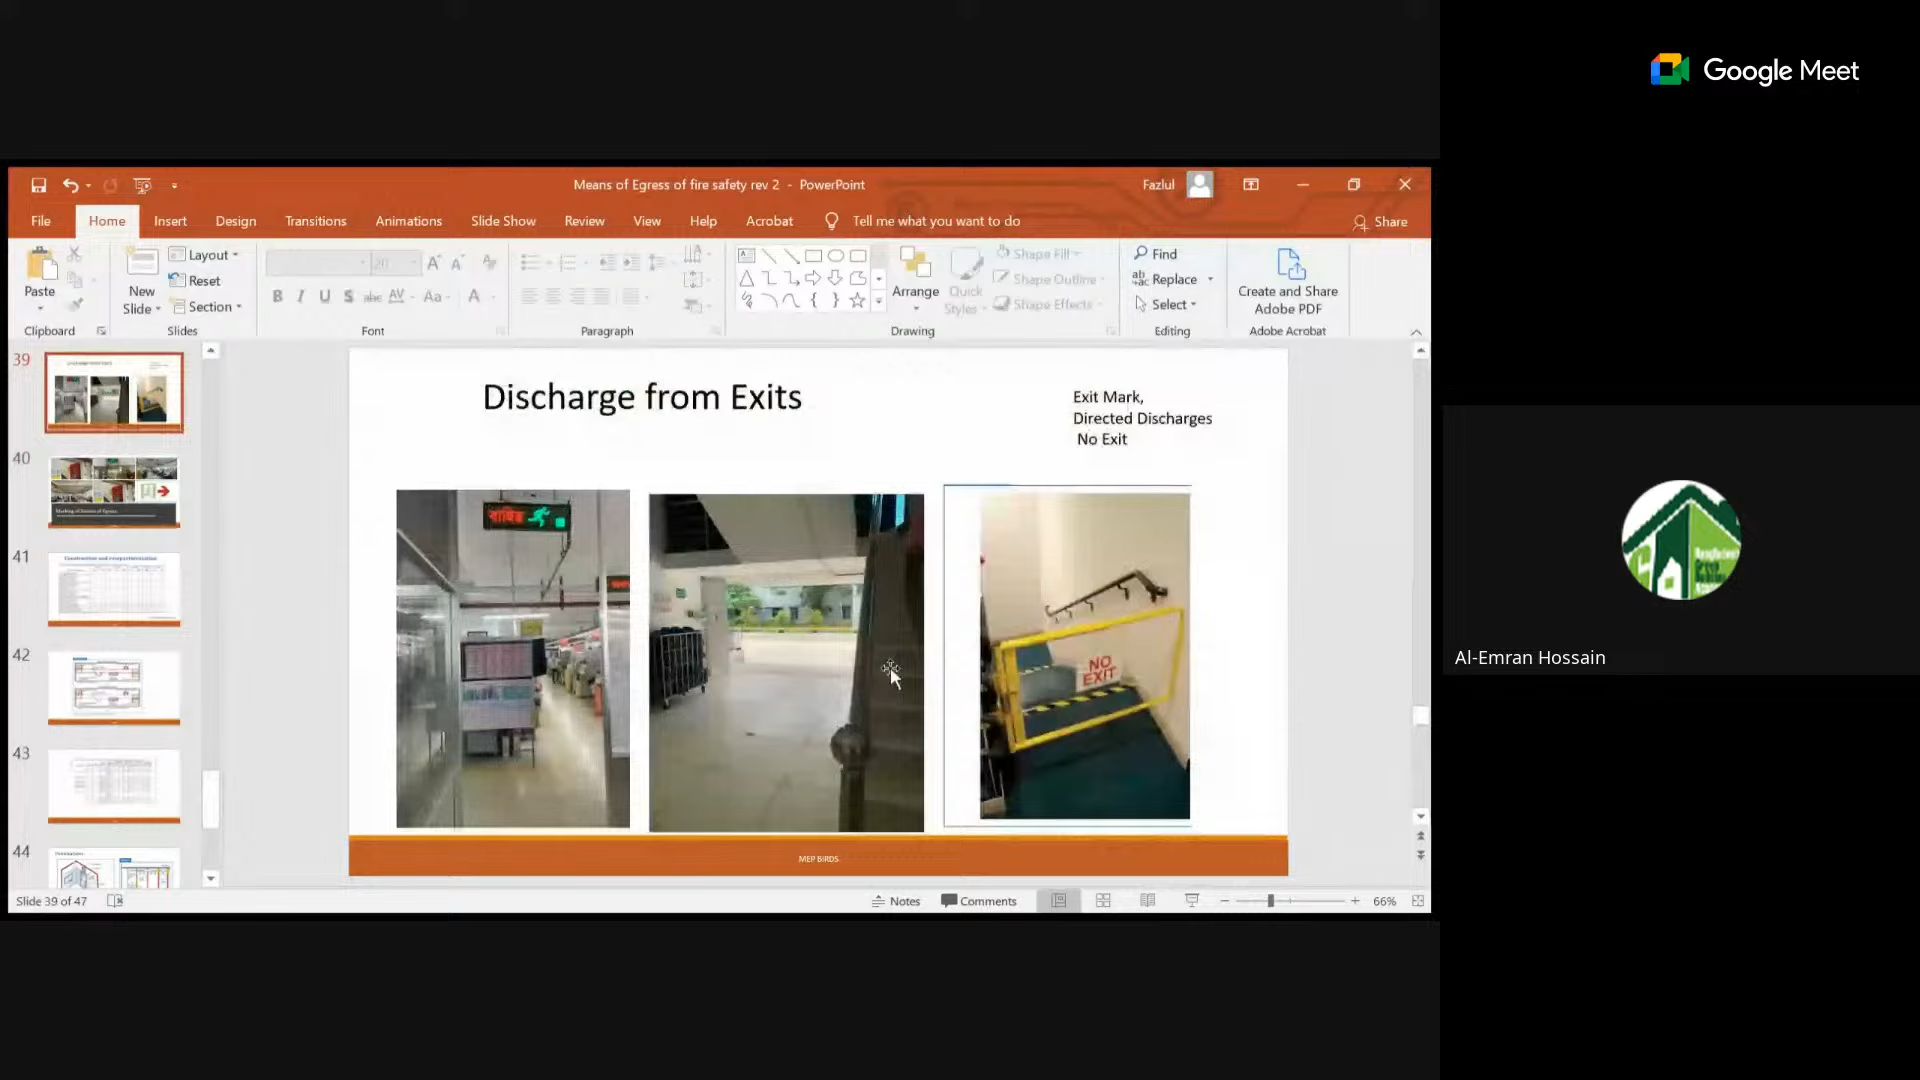 Google Meet
Means of Egress of fire safety rev 2 - PowerPoint
Fazlul
File
Home
Insert
Design
Transitions
Animations
Slide Show
Review
View
Help
Acrobat
Tell me what you want to do
Share
Paste
Clipboard
New
Slide
Layout
Reset
Section
Slides
20
Font
Paragraph
Arrange
Quick
Styles
Shape Fill
Shape Outline
Shape Effects
Drawing
Find
Replace
Select
Editing
Create and Share
Adobe PDF
Adobe Acrobat
39
40
41
42
43
44
Discharge from Exits
Exit Mark,
Directed Discharges
No Exit
বাহির
NO
EXIT
MEP BIRDS.
Slide 39 of 47
Notes
Comments
66%
Al-Emran Hossain